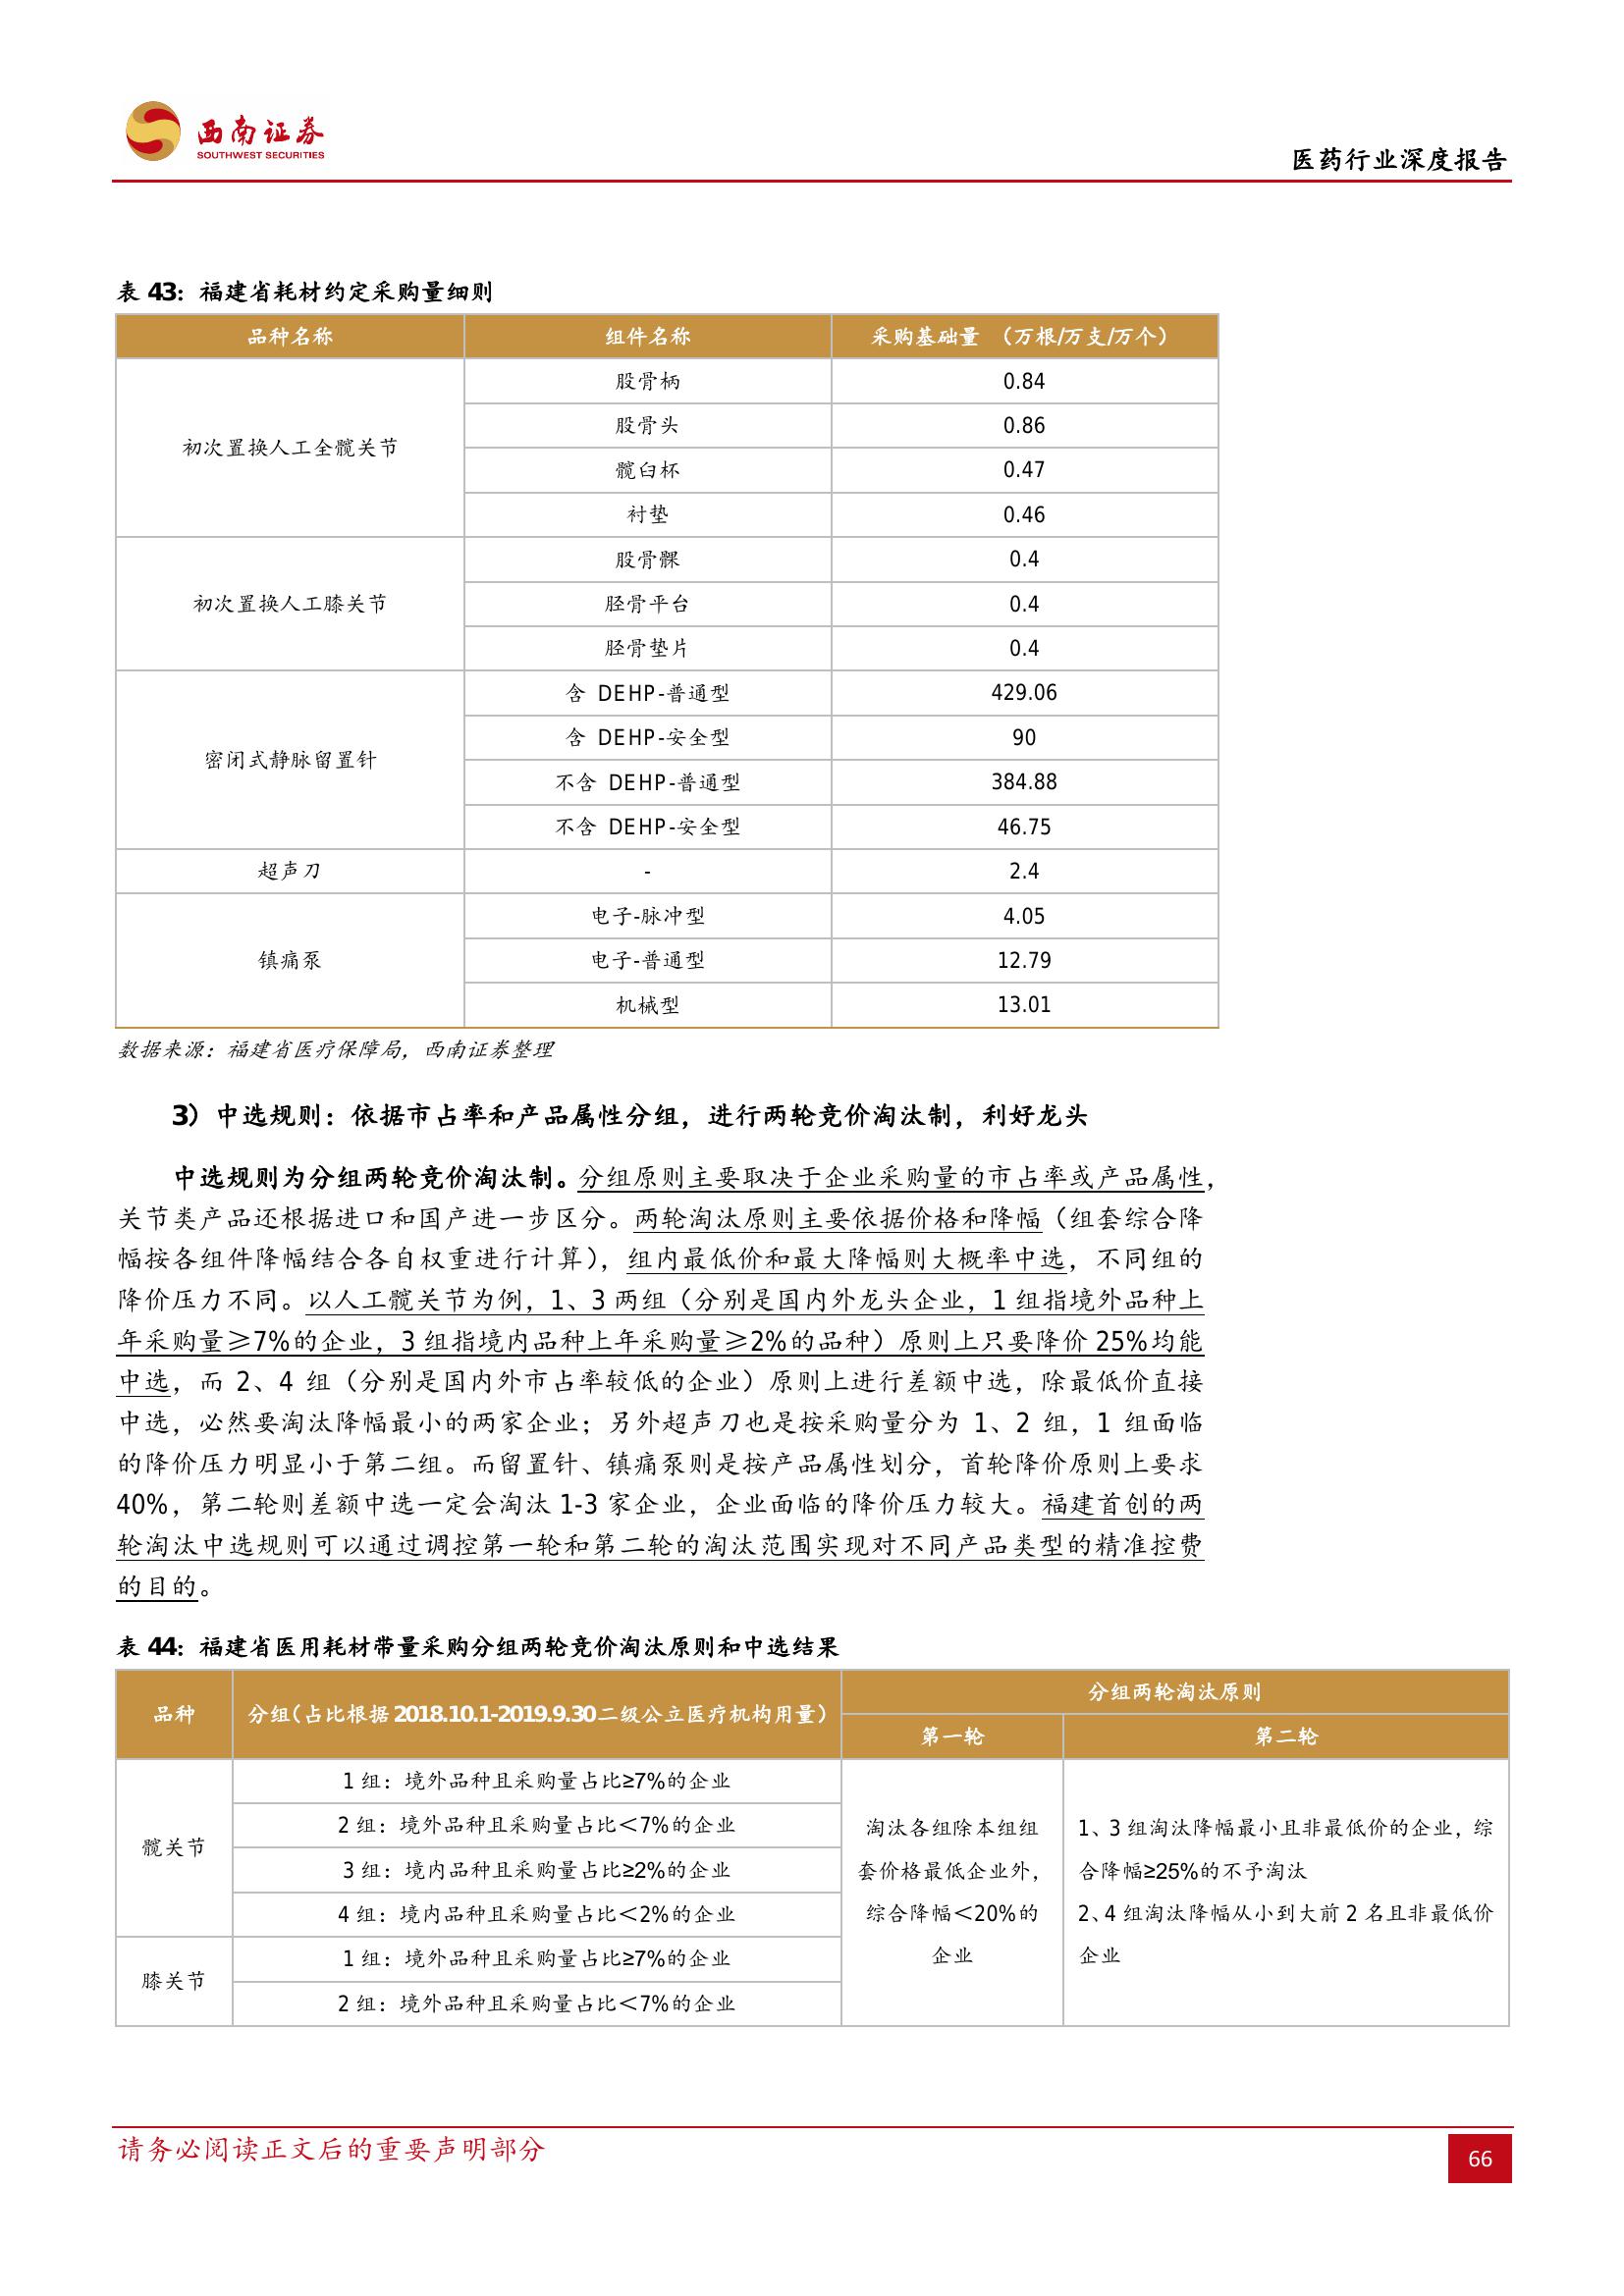 西南证券
SOUTHWEST SECURITIES
医药行业深度报告
表 43：福建省耗材约定采购量细则
品种名称 组件名称 采购基础量 （万根/万支/万个）
初次置换人工全髋关节
股骨柄 0.84
股骨头 0.86
髋臼杯 0.47
衬垫 0.46
初次置换人工膝关节
股骨髁 0.4
胫骨平台 0.4
胫骨垫片 0.4
密闭式静脉留置针
含 DEHP-普通型 429.06
含 DEHP-安全型 90
不含 DEHP-普通型 384.88
不含 DEHP-安全型 46.75
超声刀 - 2.4
镇痛泵
电子-脉冲型 4.05
电子-普通型 12.79
机械型 13.01
数据来源：福建省医疗保障局，西南证券整理
3）中选规则：依据市占率和产品属性分组，进行两轮竞价淘汰制，利好龙头
中选规则为分组两轮竞价淘汰制。分组原则主要取决于企业采购量的市占率或产品属性，
关节类产品还根据进口和国产进一步区分。两轮淘汰原则主要依据价格和降幅（组套综合降
幅按各组件降幅结合各自权重进行计算），组内最低价和最大降幅则大概率中选，不同组的
降价压力不同。以人工髋关节为例，1、3 两组（分别是国内外龙头企业，1 组指境外品种上
年采购量≥7%的企业，3 组指境内品种上年采购量≥2%的品种）原则上只要降价 25%均能
中选，而 2、4 组（分别是国内外市占率较低的企业）原则上进行差额中选，除最低价直接
中选，必然要淘汰降幅最小的两家企业；另外超声刀也是按采购量分为 1、2 组，1 组面临
的降价压力明显小于第二组。而留置针、镇痛泵则是按产品属性划分，首轮降价原则上要求
40%，第二轮则差额中选一定会淘汰 1-3 家企业，企业面临的降价压力较大。福建首创的两
轮淘汰中选规则可以通过调控第一轮和第二轮的淘汰范围实现对不同产品类型的精准控费
的目的。
表 44：福建省医用耗材带量采购分组两轮竞价淘汰原则和中选结果
品种 分组（占比根据 2018.10.1-2019.9.30 二级公立医疗机构用量） 分组两轮淘汰原则
第一轮 第二轮
髋关节
1 组：境外品种且采购量占比≥7%的企业
2 组：境外品种且采购量占比＜7%的企业
3 组：境内品种且采购量占比≥2%的企业
4 组：境内品种且采购量占比＜2%的企业
膝关节
1 组：境外品种且采购量占比≥7%的企业
2 组：境外品种且采购量占比＜7%的企业
淘汰各组除本组组
套价格最低企业外，
综合降幅＜20%的
企业
1、3 组淘汰降幅最小且非最低价的企业，综
合降幅≥25%的不予淘汰
2、4 组淘汰降幅从小到大前 2 名且非最低价
企业
请务必阅读正文后的重要声明部分
66